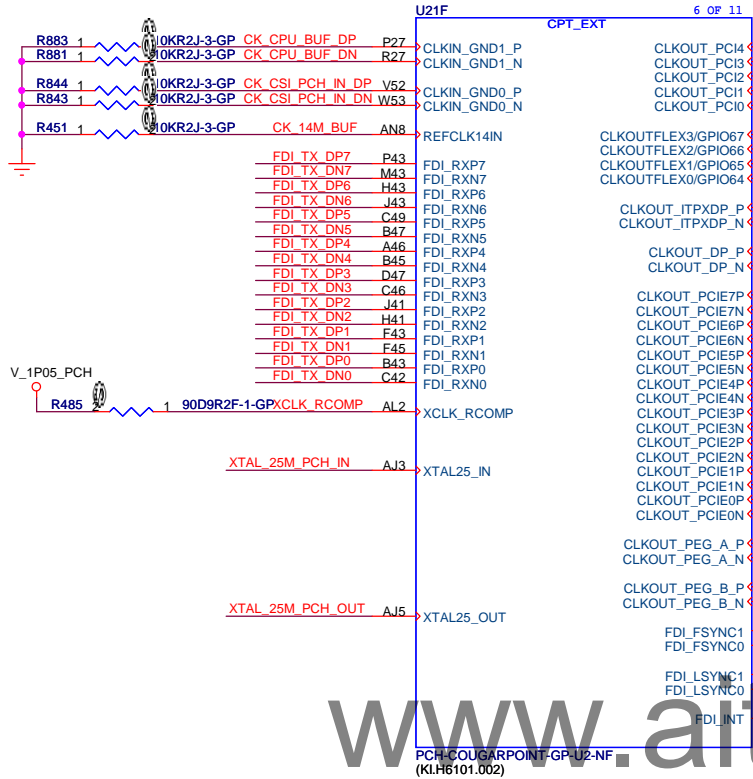 U21F 6 OF 11
CPT_EXT
R883 1 10KR2J-3-GP CK_CPU_BUF_DP P27 CLKIN_GND1_P CLKOUT_PCI4
R881 1 10KR2J-3-GP CK_CPU_BUF_DN R27 CLKIN_GND1_N CLKOUT_PCI3
CLKOUT_PCI2
R844 1 10KR2J-3-GP CK_CSI_PCH_IN_DP V52 CLKIN_GND0_P CLKOUT_PCI1
R843 1 10KR2J-3-GP CK_CSI_PCH_IN_DN W53 CLKIN_GND0_N CLKOUT_PCI0
R451 1 10KR2J-3-GP CK_14M_BUF AN8 REFCLK14IN CLKOUTFLEX3/GPIO67
CLKOUTFLEX2/GPIO66
FDI_TX_DP7 P43 FDI_RXP7 CLKOUTFLEX1/GPIO65
FDI_TX_DN7 M43 FDI_RXN7 CLKOUTFLEX0/GPIO64
FDI_TX_DP6 H43 FDI_RXP6
FDI_TX_DN6 J43 FDI_RXN6 CLKOUT_ITPXDP_P
FDI_TX_DP5 C49 FDI_RXP5 CLKOUT_ITPXDP_N
FDI_TX_DN5 B47 FDI_RXN5
FDI_TX_DP4 A46 FDI_RXP4 CLKOUT_DP_P
FDI_TX_DN4 B45 FDI_RXN4 CLKOUT_DP_N
FDI_TX_DP3 D47 FDI_RXP3
FDI_TX_DN3 C46 FDI_RXN3 CLKOUT_PCIE7P
FDI_TX_DP2 J41 FDI_RXP2 CLKOUT_PCIE7N
FDI_TX_DN2 H41 FDI_RXN2 CLKOUT_PCIE6P
FDI_TX_DP1 F43 FDI_RXP1 CLKOUT_PCIE6N
FDI_TX_DN1 F45 FDI_RXN1 CLKOUT_PCIE5P
FDI_TX_DP0 B43 FDI_RXP0 CLKOUT_PCIE5N
FDI_TX_DN0 C42 FDI_RXN0 CLKOUT_PCIE4P
V_1P05_PCH
CLKOUT_PCIE4N
R485 2 1 90D9R2F-1-GP XCLK_RCOMP AL2 XCLK_RCOMP CLKOUT_PCIE3P
CLKOUT_PCIE3N
CLKOUT_PCIE2P
CLKOUT_PCIE2N
XTAL_25M_PCH_IN AJ3 XTAL25_IN CLKOUT_PCIE1P
CLKOUT_PCIE1N
CLKOUT_PCIE0P
CLKOUT_PCIE0N
CLKOUT_PEG_A_P
CLKOUT_PEG_A_N
CLKOUT_PEG_B_P
CLKOUT_PEG_B_N
XTAL_25M_PCH_OUT AJ5 XTAL25_OUT
FDI_FSYNC1
FDI_FSYNC0
FDI_LSYNC1
FDI_LSYNC0
FDI_INT
www.ai
PCH-COUGARPOINT-GP-U2-NF
(KI.H6101.002)